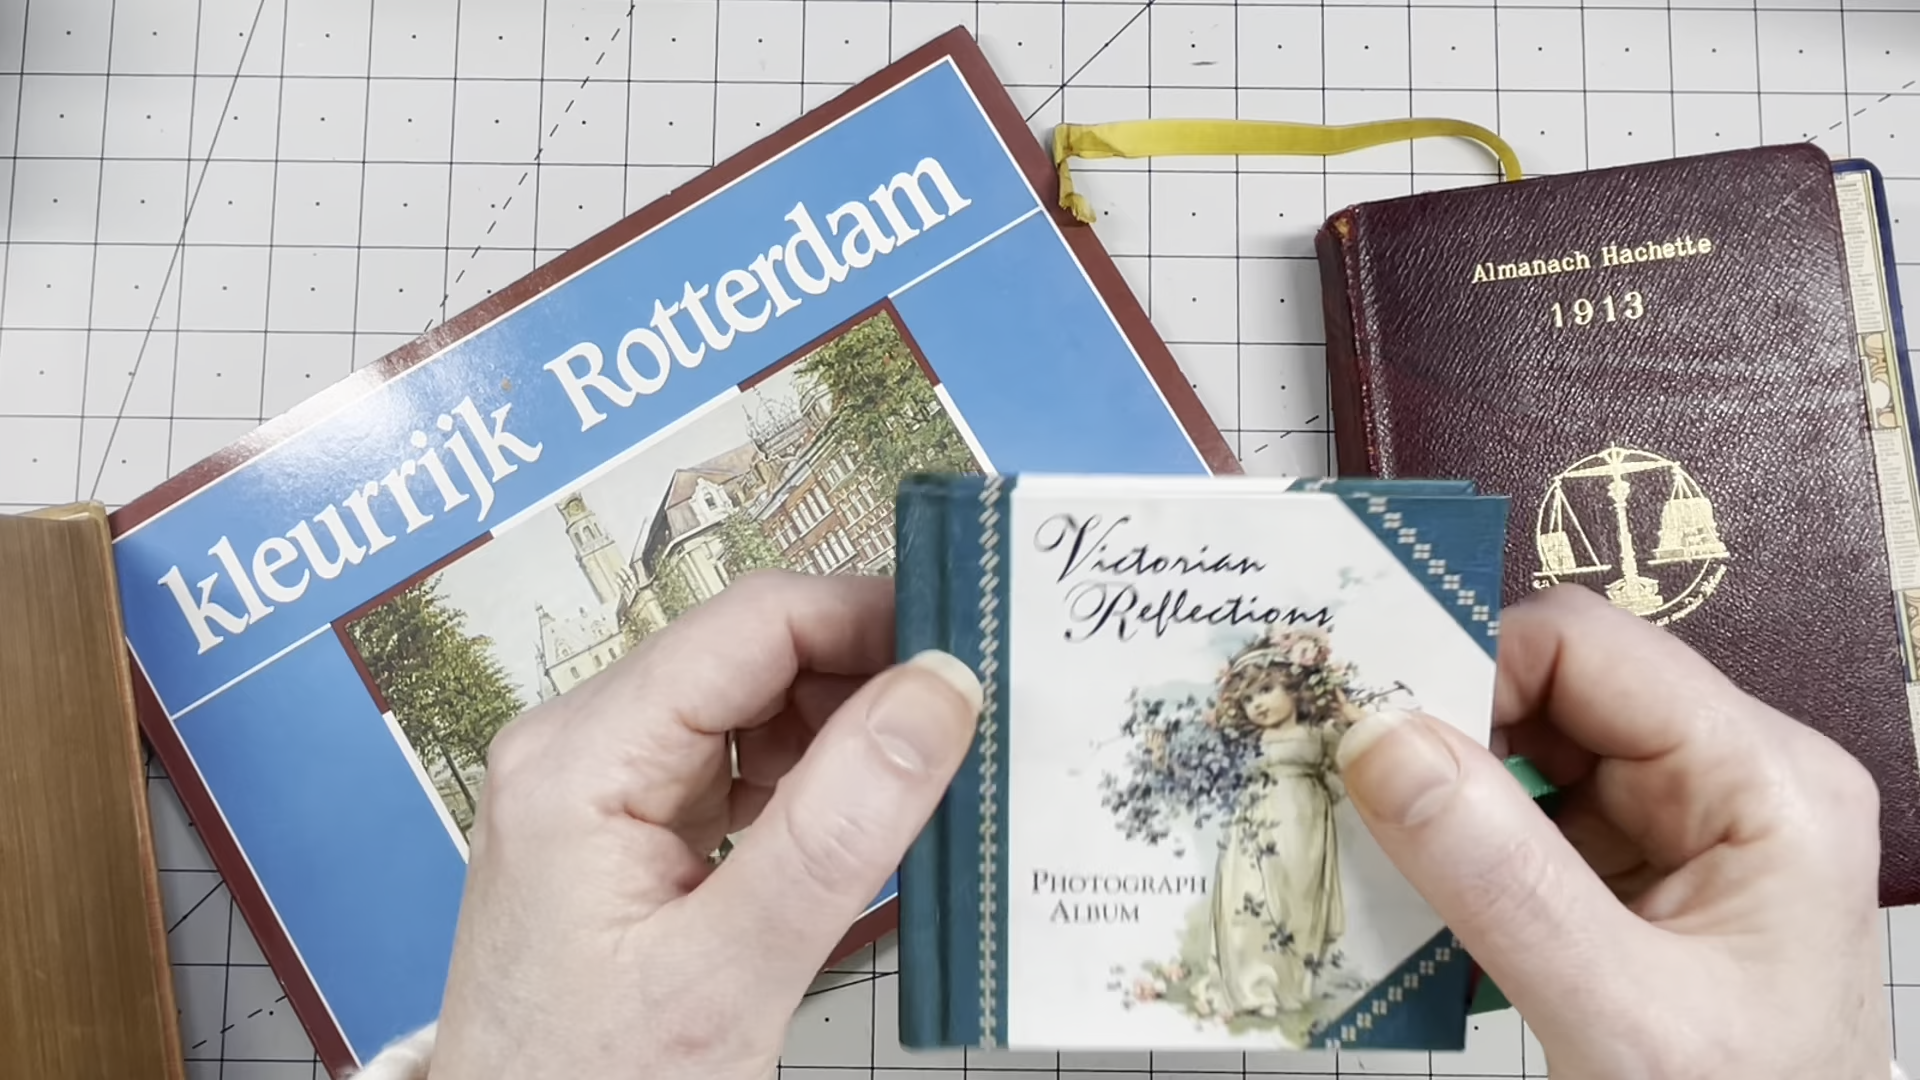 kleurrijk Rotterdam
Almanach Hachette
1913
Victorian
Reflections
PHOTOGRAPH
ALBUM